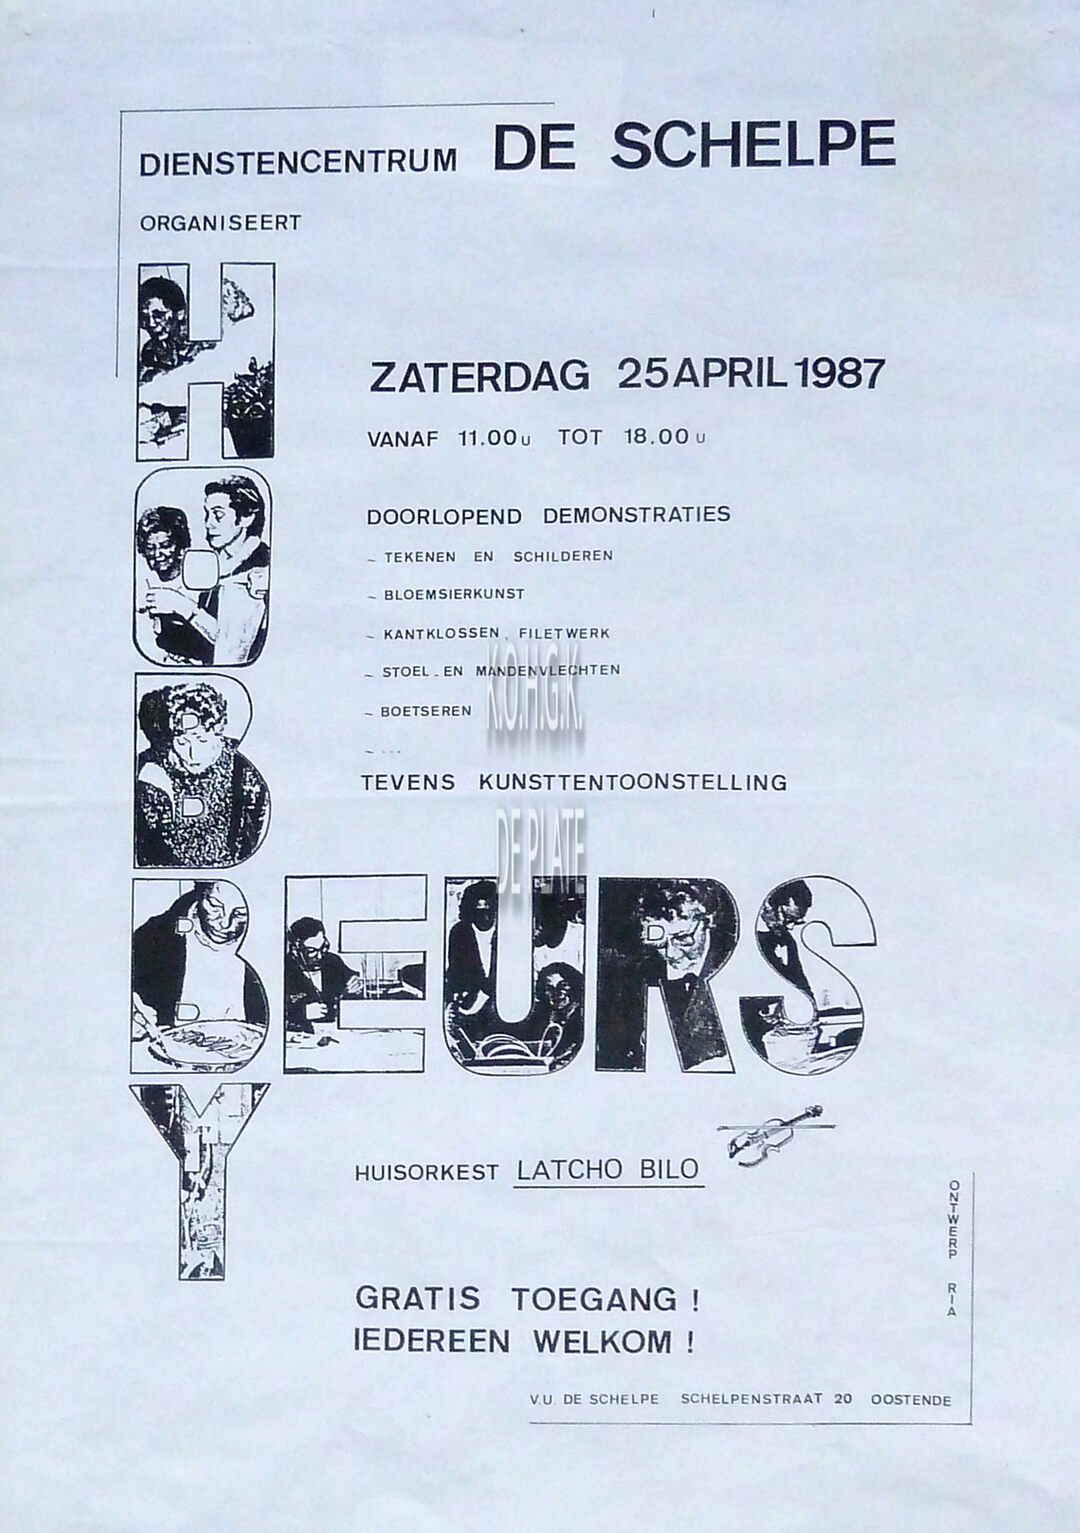 DIENSTENCENTRUM DE SCHELPE
ORGANISEERT
HOBBY
BEURS
ZATERDAG 25 APRIL 1987
VANAF 11.00U TOT 18.00U
DOORLOPEND DEMONSTRATIES
~ TEKENEN EN SCHILDEREN
~ BLOEMSIERKUNST
~ KANTKLOSSEN, FILETWERK
~ STOEL- EN MANDENVLECHTEN
~ BOETSEREN
~ ...
K.O.H.G.K.
TEVENS KUNSTTENTOONSTELLING
DE PLATE
HUISORKEST LATCHO BILO
GRATIS TOEGANG !
IEDEREEN WELKOM !
ONTWERP RIA
V.U. DE SCHELPE SCHELPENSTRAAT 20 OOSTENDE